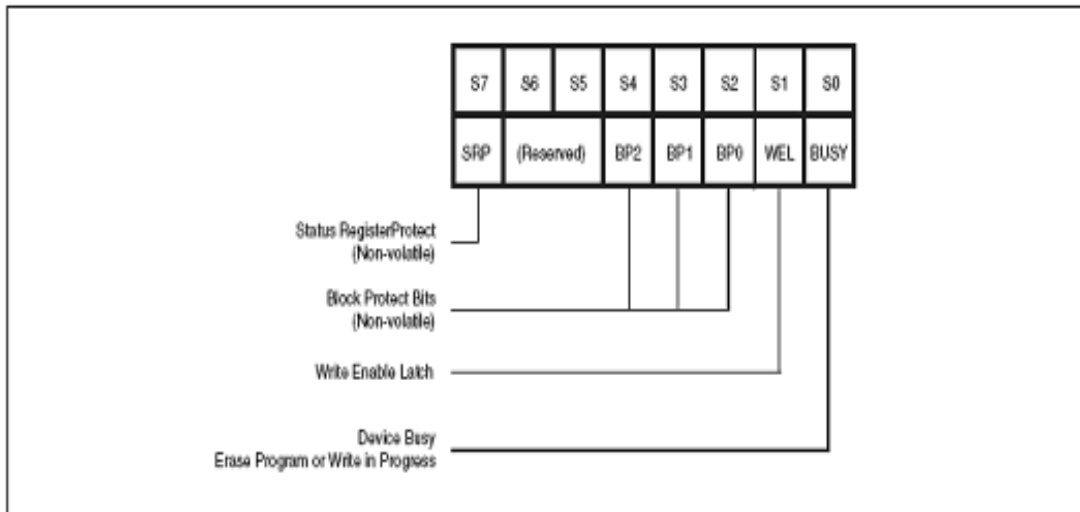 S7 S6 S5 S4 S3 S2 S1 S0
SRP (Reserved) BP2 BP1 BP0 WEL BUSY
Status RegisterProtect
(Non-volatile)
Block Protect Bits
(Non-volatile)
Write Enable Latch
Device Busy
Erase Program or Write in Progress